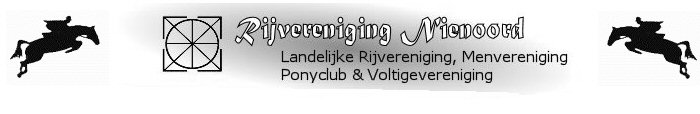 Rijvereniging Nienoord
Landelijke Rijvereniging, Menvereniging
Ponyclub & Voltigevereniging